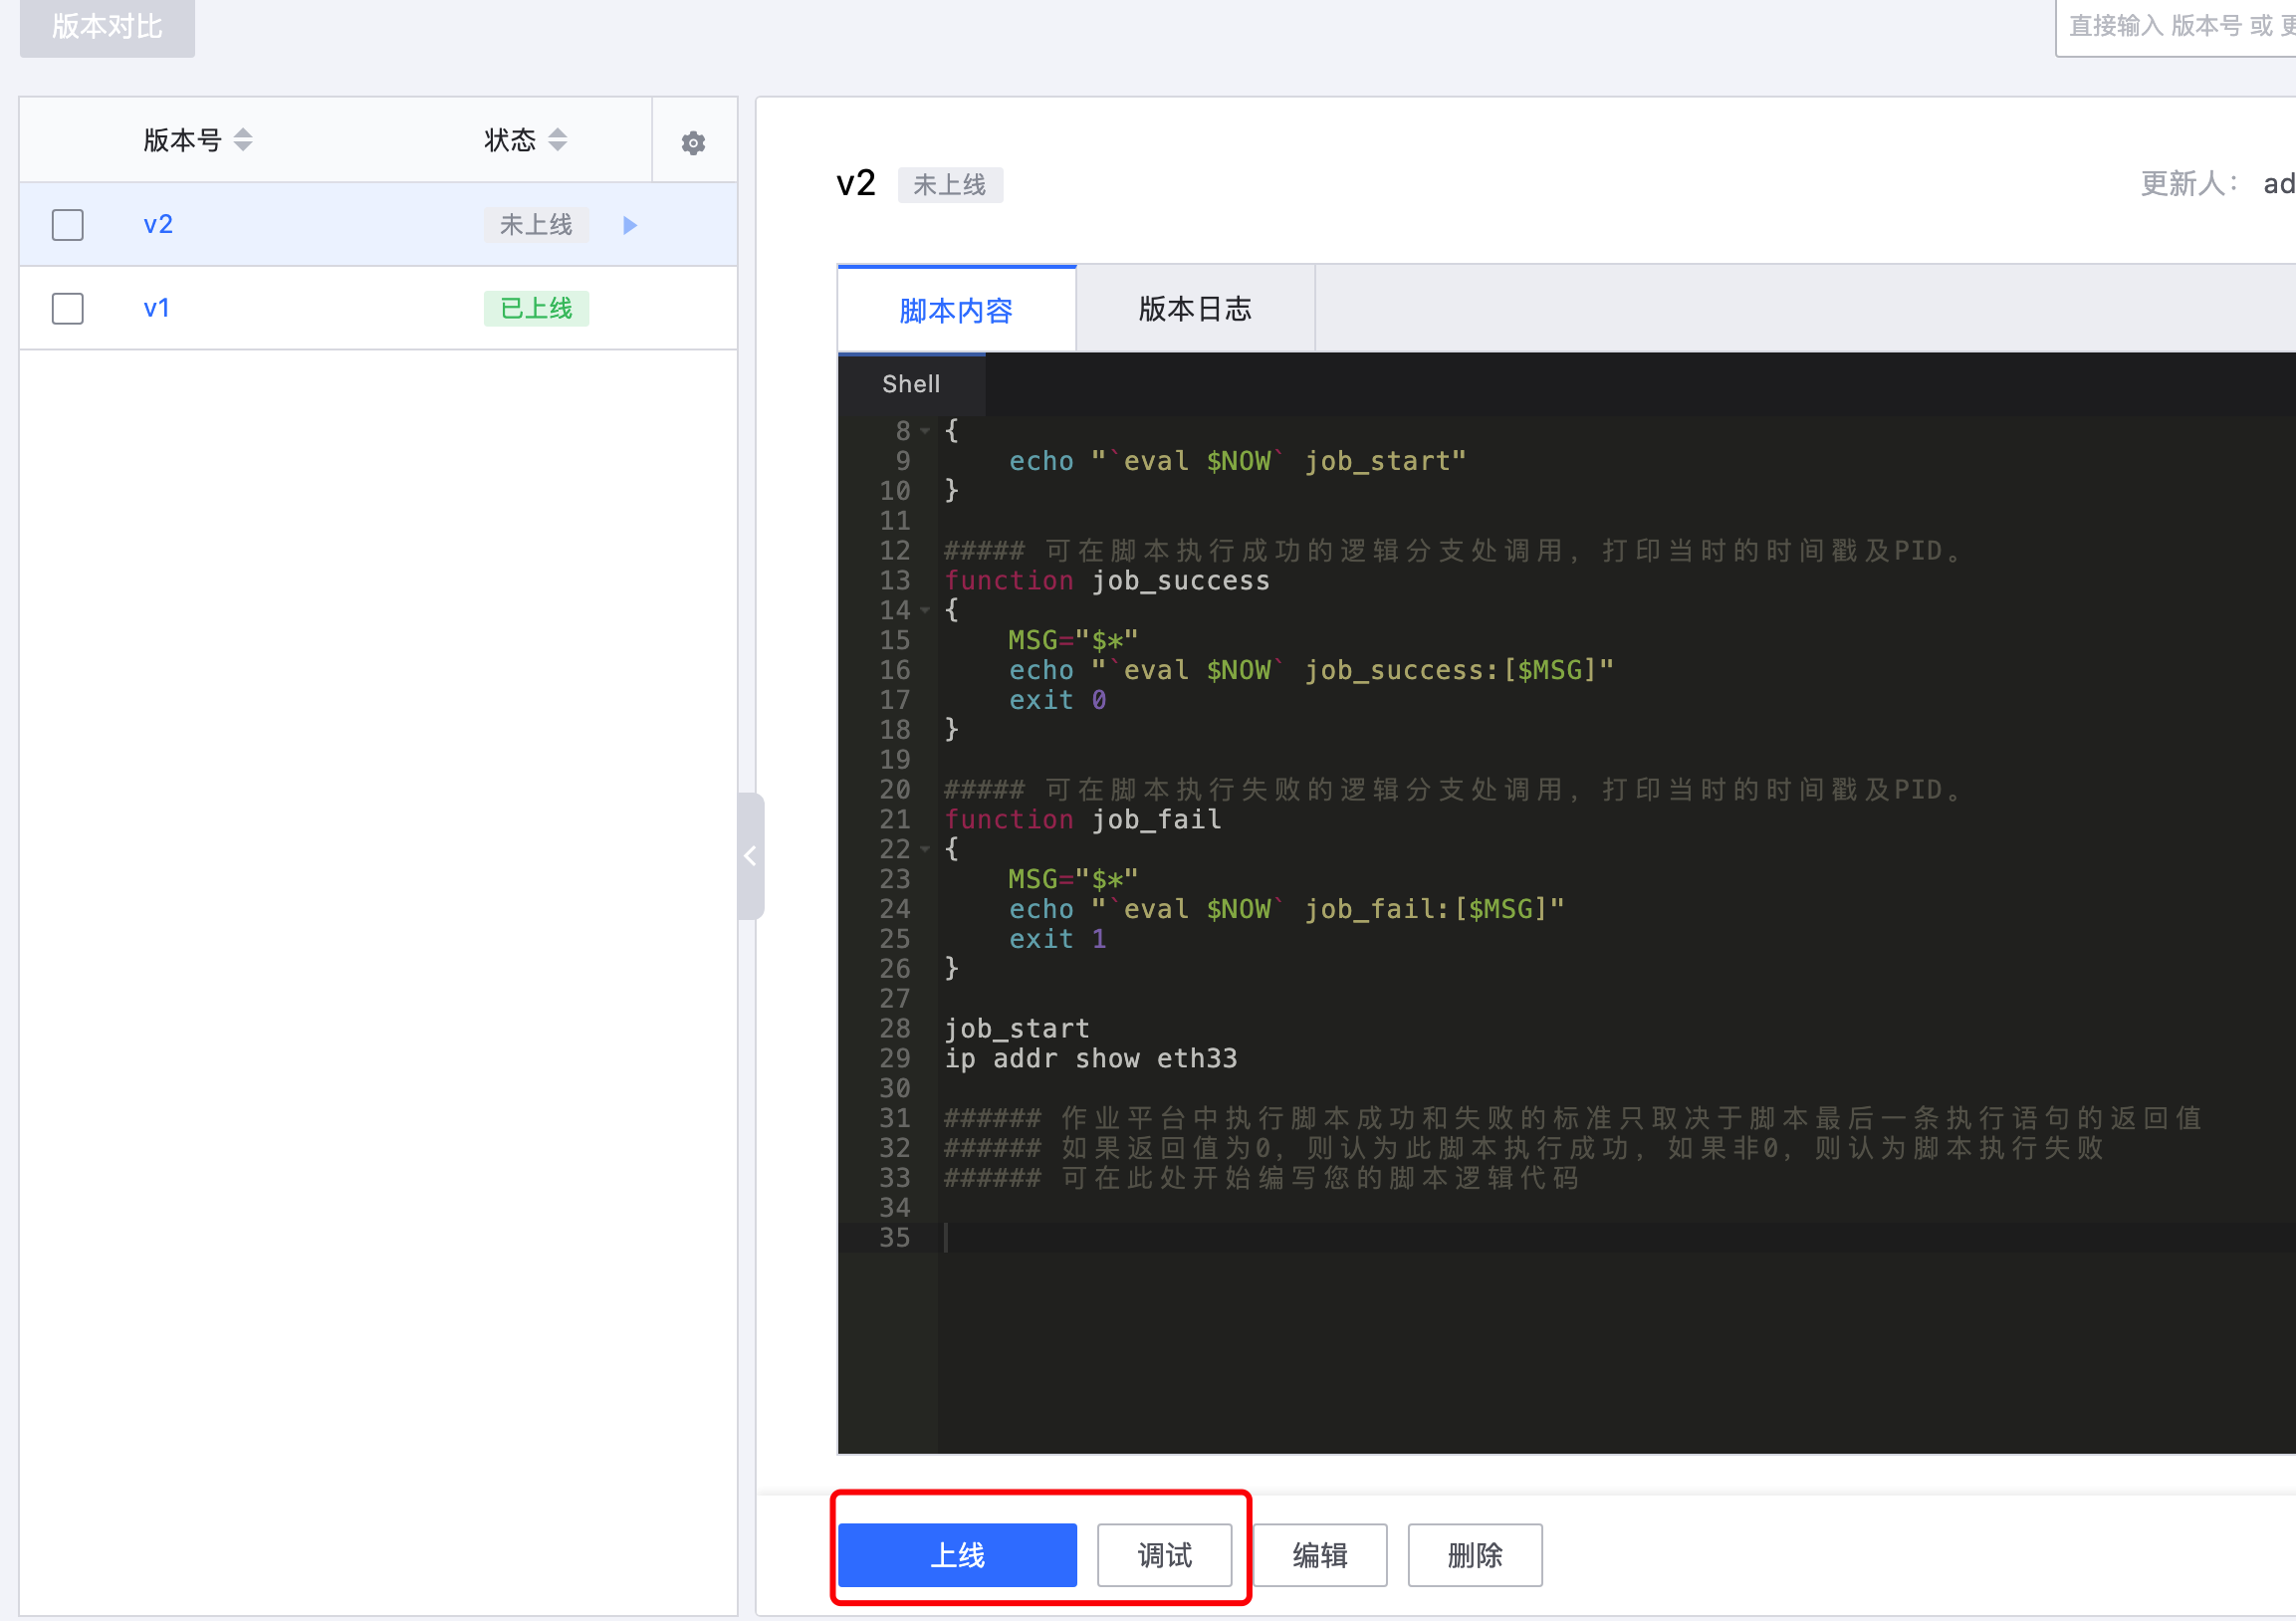 版本对比
直接输入 版本号 或
版本号 状态
v2 未上线
v1 已上线
v2 未上线
更新人： ad
脚本内容 版本日志
Shell
8 {
9     echo "`eval $NOW` job_start"
10 }
11
12 ##### 可在脚本执行成功的逻辑分支处调用，打印当时的时间戳及PID。
13 function job_success
14 {
15     MSG="$*"
16     echo "`eval $NOW` job_success:[$MSG]"
17     exit 0
18 }
19
20 ##### 可在脚本执行失败的逻辑分支处调用，打印当时的时间戳及PID。
21 function job_fail
22 {
23     MSG="$*"
24     echo "`eval $NOW` job_fail:[$MSG]"
25     exit 1
26 }
27
28 job_start
29 ip addr show eth33
30
31 ###### 作业平台中执行脚本成功和失败的标准只取决于脚本最后一条执行语句的返回值
32 ###### 如果返回值为0，则认为此脚本执行成功，如果非0，则认为脚本执行失败
33 ###### 可在此处开始编写您的脚本逻辑代码
34
35
上线 调试 编辑 删除